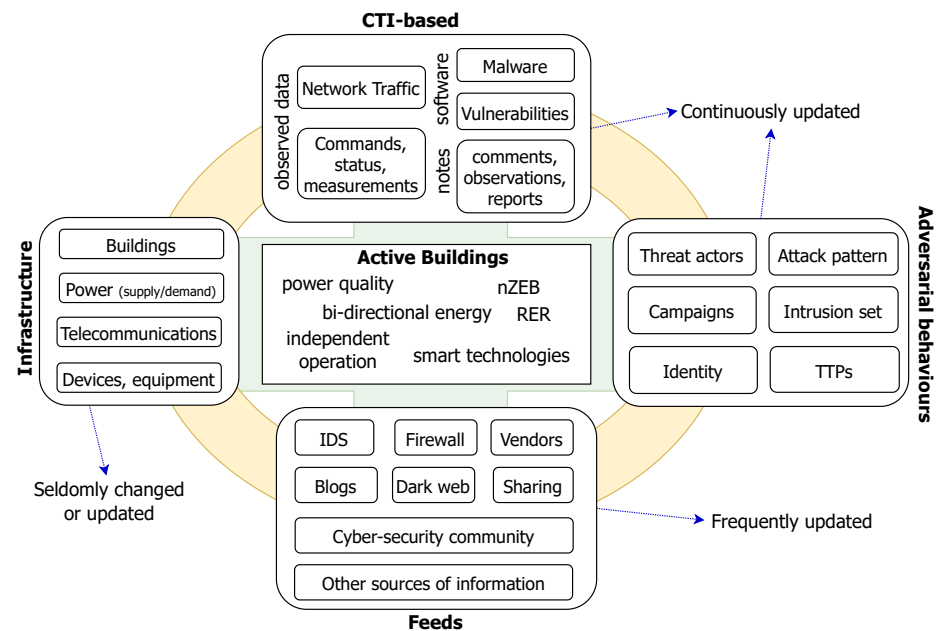 CTI-based
observed data
Network Traffic
Commands,
status,
measurements
software
Malware
Vulnerabilities
notes
comments,
observations,
reports
Continuously updated
Infrastructure
Buildings
Power (supply/demand)
Telecommunications
Devices, equipment
Seldomly changed
or updated
Active Buildings
power quality
nZEB
bi-directional energy
RER
independent
operation
smart technologies
Adversarial behaviours
Threat actors
Attack pattern
Campaigns
Intrusion set
Identity
TTPs
IDS
Firewall
Vendors
Blogs
Dark web
Sharing
Cyber-security community
Other sources of information
Feeds
Frequently updated